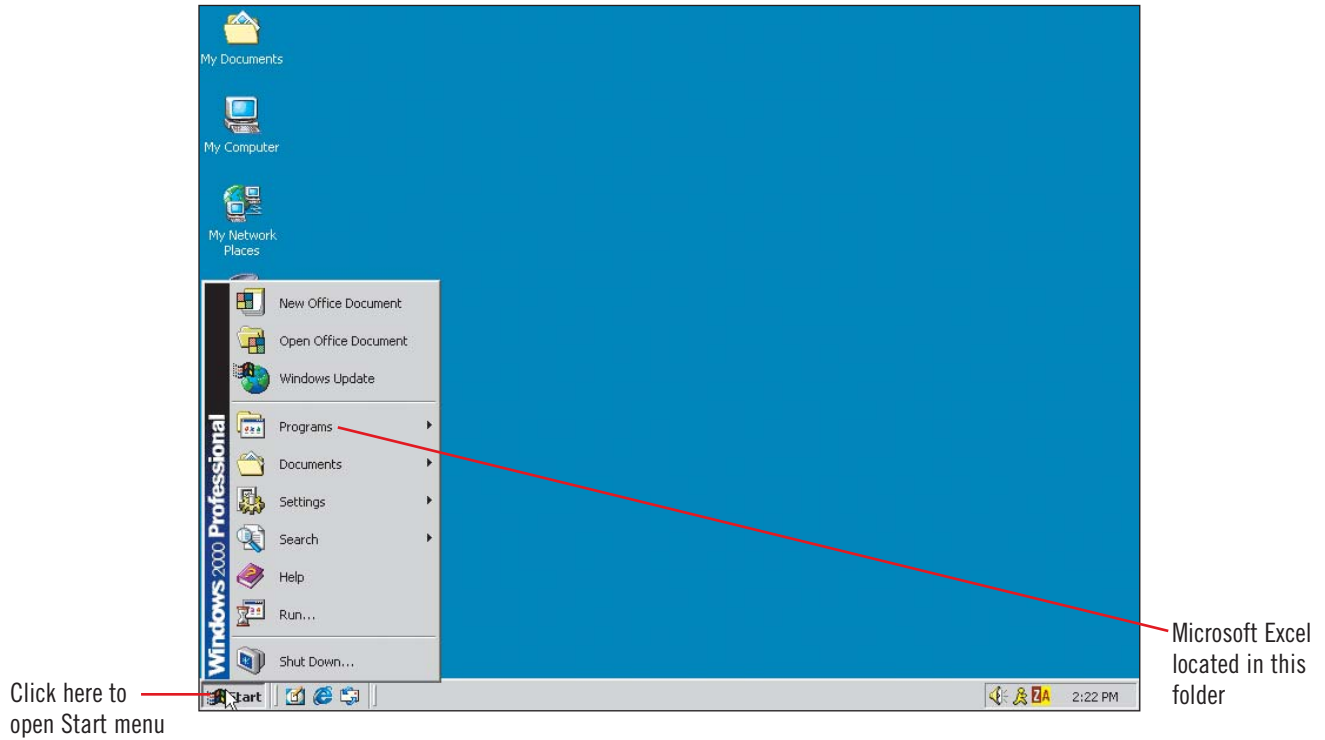 My Documents
My Computer
My Network
Places
New Office Document
Open Office Document
Windows Update
Programs
Documents
Settings
Search
Help
Run...
Shut Down...
Windows 2000 Professional
Start
ZA
2:22 PM
Click here to
open Start menu
Microsoft Excel
located in this
folder